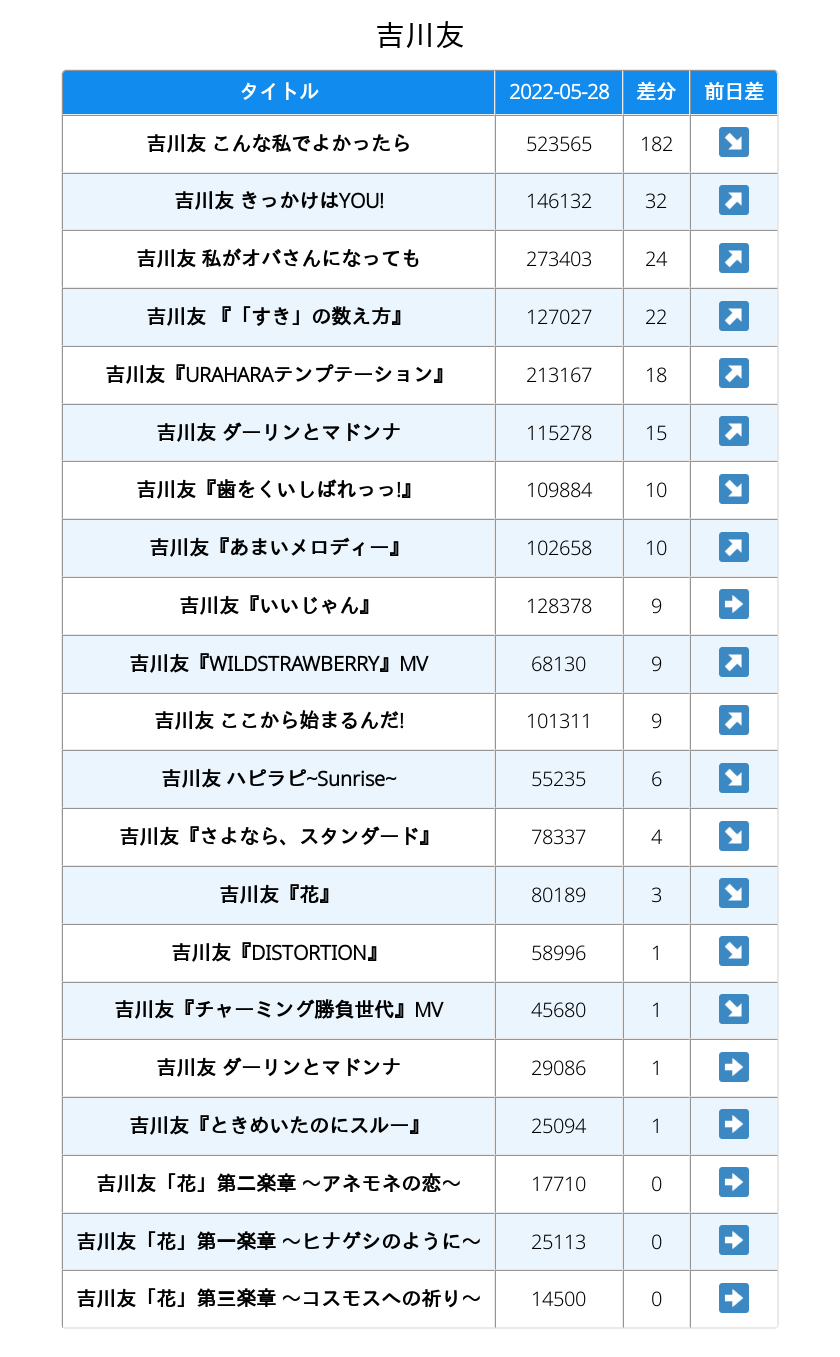 吉川友
タイトル 2022-05-28 差分 前日差
吉川友 こんな私でよかったら 523565 182 ↘
吉川友 きっかけはYOU! 146132 32 ↗
吉川友 私がオバさんになっても 273403 24 ↗
吉川友 『「すき」の数え方』 127027 22 ↗
吉川友『URAHARAテンプテーション』 213167 18 ↗
吉川友 ダーリンとマドンナ 115278 15 ↗
吉川友『歯をくいしばれっっ!』 109884 10 ↘
吉川友『あまいメロディー』 102658 10 ↗
吉川友『いいじゃん』 128378 9 ➡
吉川友『WILDSTRAWBERRY』MV 68130 9 ↗
吉川友 ここから始まるんだ! 101311 9 ↗
吉川友 ハピラピ~Sunrise~ 55235 6 ↘
吉川友『さよなら、スタンダード』 78337 4 ↘
吉川友『花』 80189 3 ↘
吉川友『DISTORTION』 58996 1 ↘
吉川友『チャーミング勝負世代』MV 45680 1 ↘
吉川友 ダーリンとマドンナ 29086 1 ➡
吉川友『ときめいたのにスルー』 25094 1 ➡
吉川友「花」第二楽章 〜アネモネの恋〜 17710 0 ➡
吉川友「花」第一楽章 〜ヒナゲシのように〜 25113 0 ➡
吉川友「花」第三楽章 〜コスモスへの祈り〜 14500 0 ➡